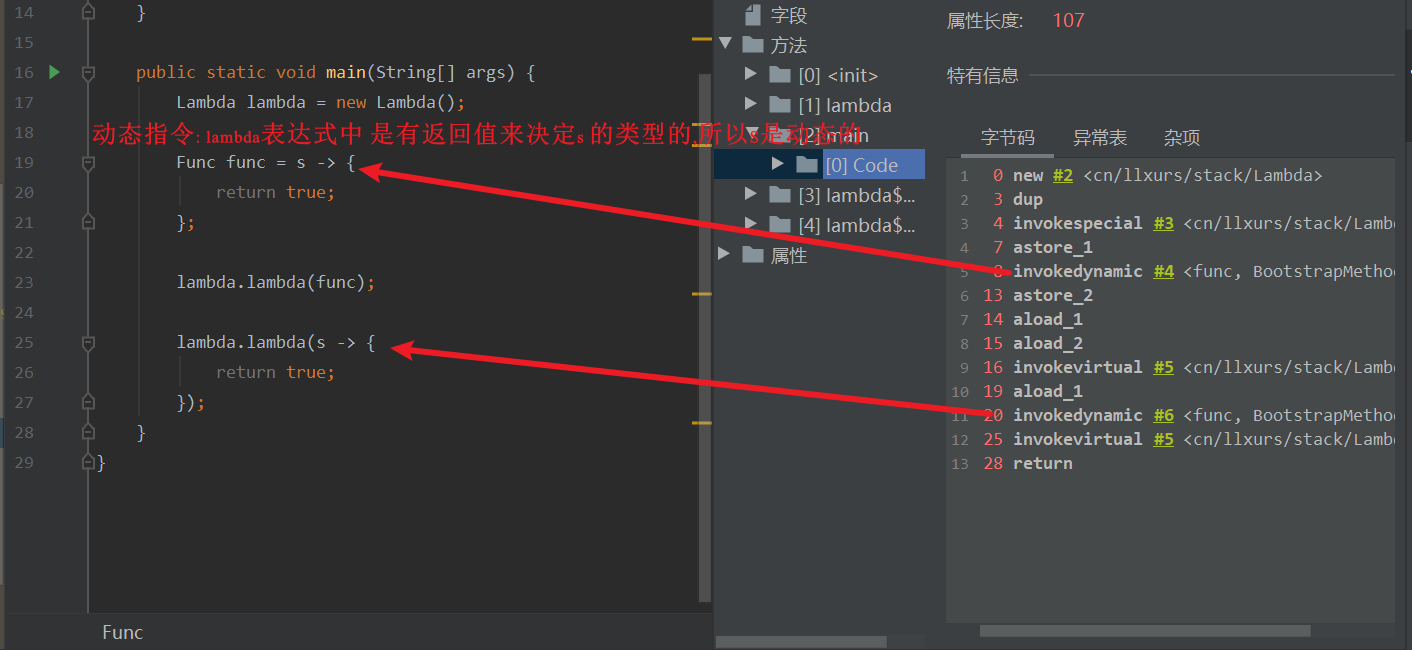 14 }
15
16 public static void main(String[] args) {
17 Lambda lambda = new Lambda();
18
动态指令: lambda表达式中 是有返回值来决定s 的类型的,所以s是动态的
19 Func func = s -> {
20 return true;
21 };
22
23 lambda.lambda(func);
24
25 lambda.lambda(s -> {
26 return true;
27 });
28 }
29 }
Func
字段
方法
[0] <init>
[1] lambda
[2] main
[0] Code
[3] lambda$...
[4] lambda$...
属性
属性长度: 107
特有信息
字节码 异常表 杂项
1 0 new #2 <cn/llxurs/stack/Lambda>
2 3 dup
3 4 invokespecial #3 <cn/llxurs/stack/Lamb
4 7 astore_1
5 8 invokedynamic #4 <func, BootstrapMetho
6 13 astore_2
7 14 aload_1
8 15 aload_2
9 16 invokevirtual #5 <cn/llxurs/stack/Lamb
10 19 aload_1
11 20 invokedynamic #6 <func, BootstrapMetho
12 25 invokevirtual #5 <cn/llxurs/stack/Lamb
13 28 return